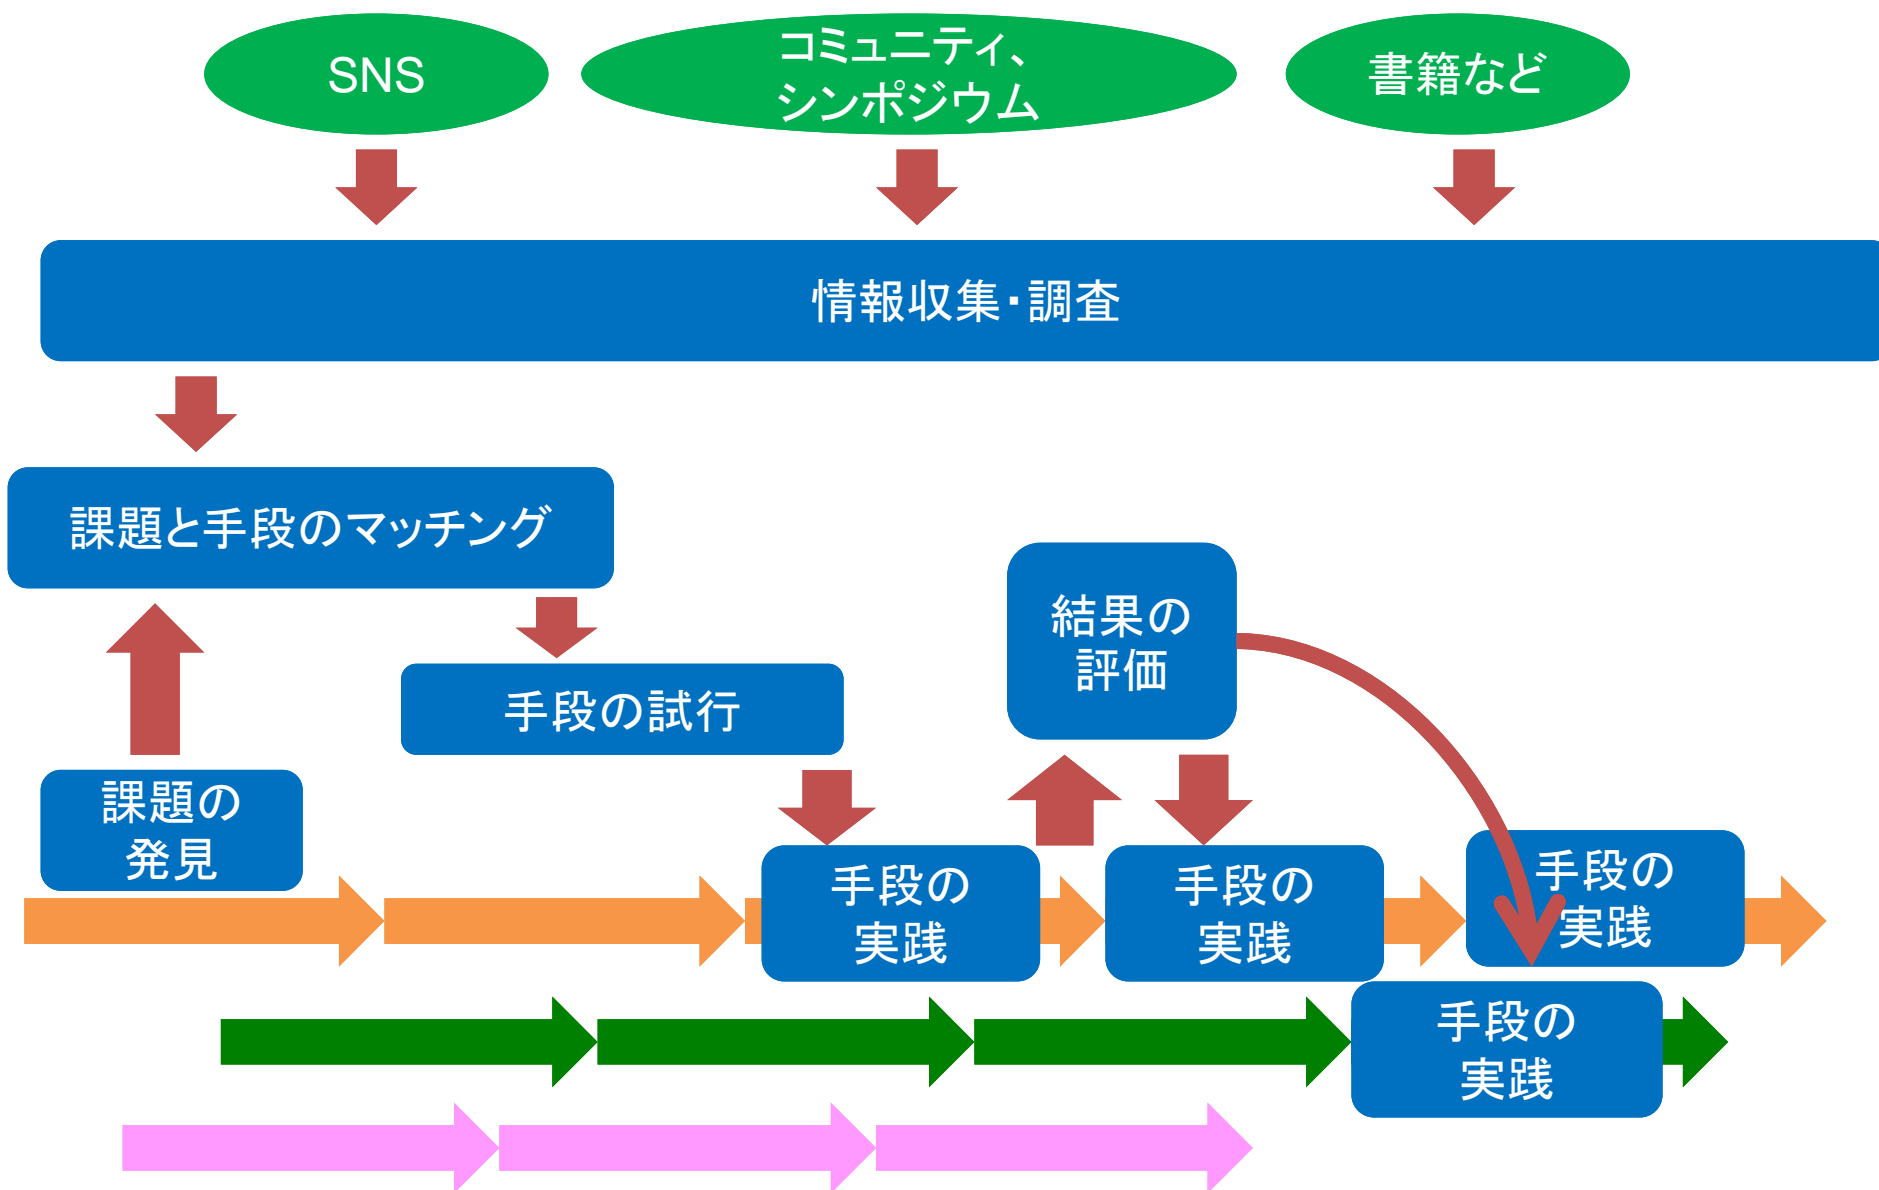 SNS
コミュニティ、
シンポジウム
書籍など
情報収集・調査
課題と手段のマッチング
結果の
評価
手段の試行
課題の
発見
手段の
実践
手段の
実践
手段の
実践
手段の
実践